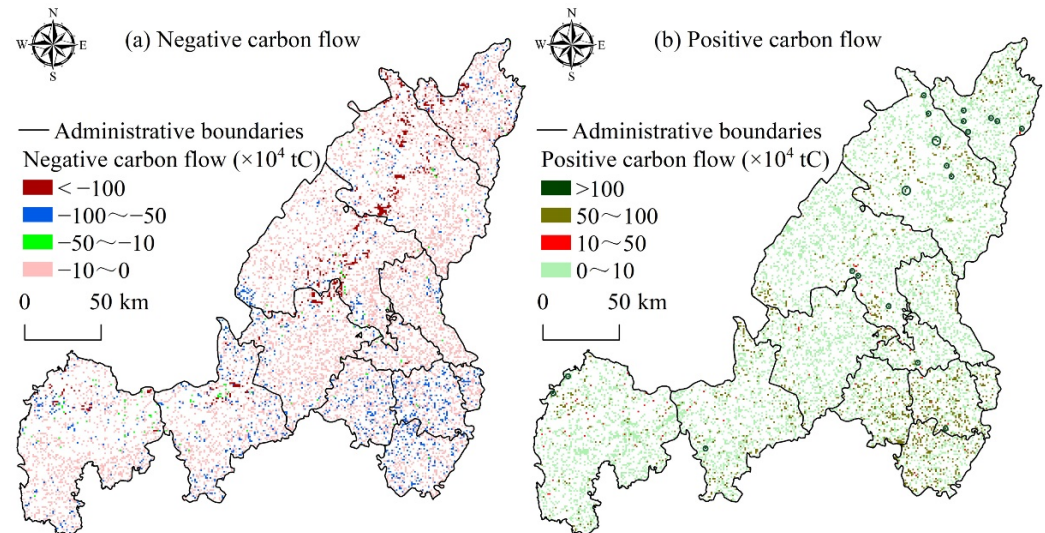 N
W E
S
(a) Negative carbon flow
Administrative boundaries
Negative carbon flow (×10⁴ tC)
< −100
−100～−50
−50～−10
−10～0
0 50 km
N
W E
S
(b) Positive carbon flow
Administrative boundaries
Positive carbon flow (×10⁴ tC)
>100
50～100
10～50
0～10
0 50 km